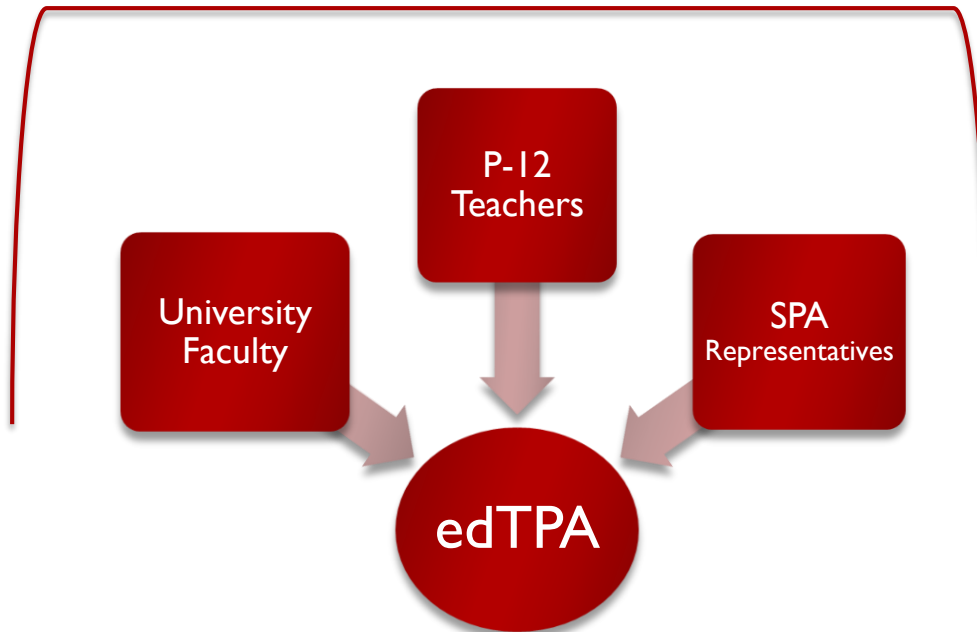 P-12
Teachers
University
Faculty
SPA
Representatives
edTPA